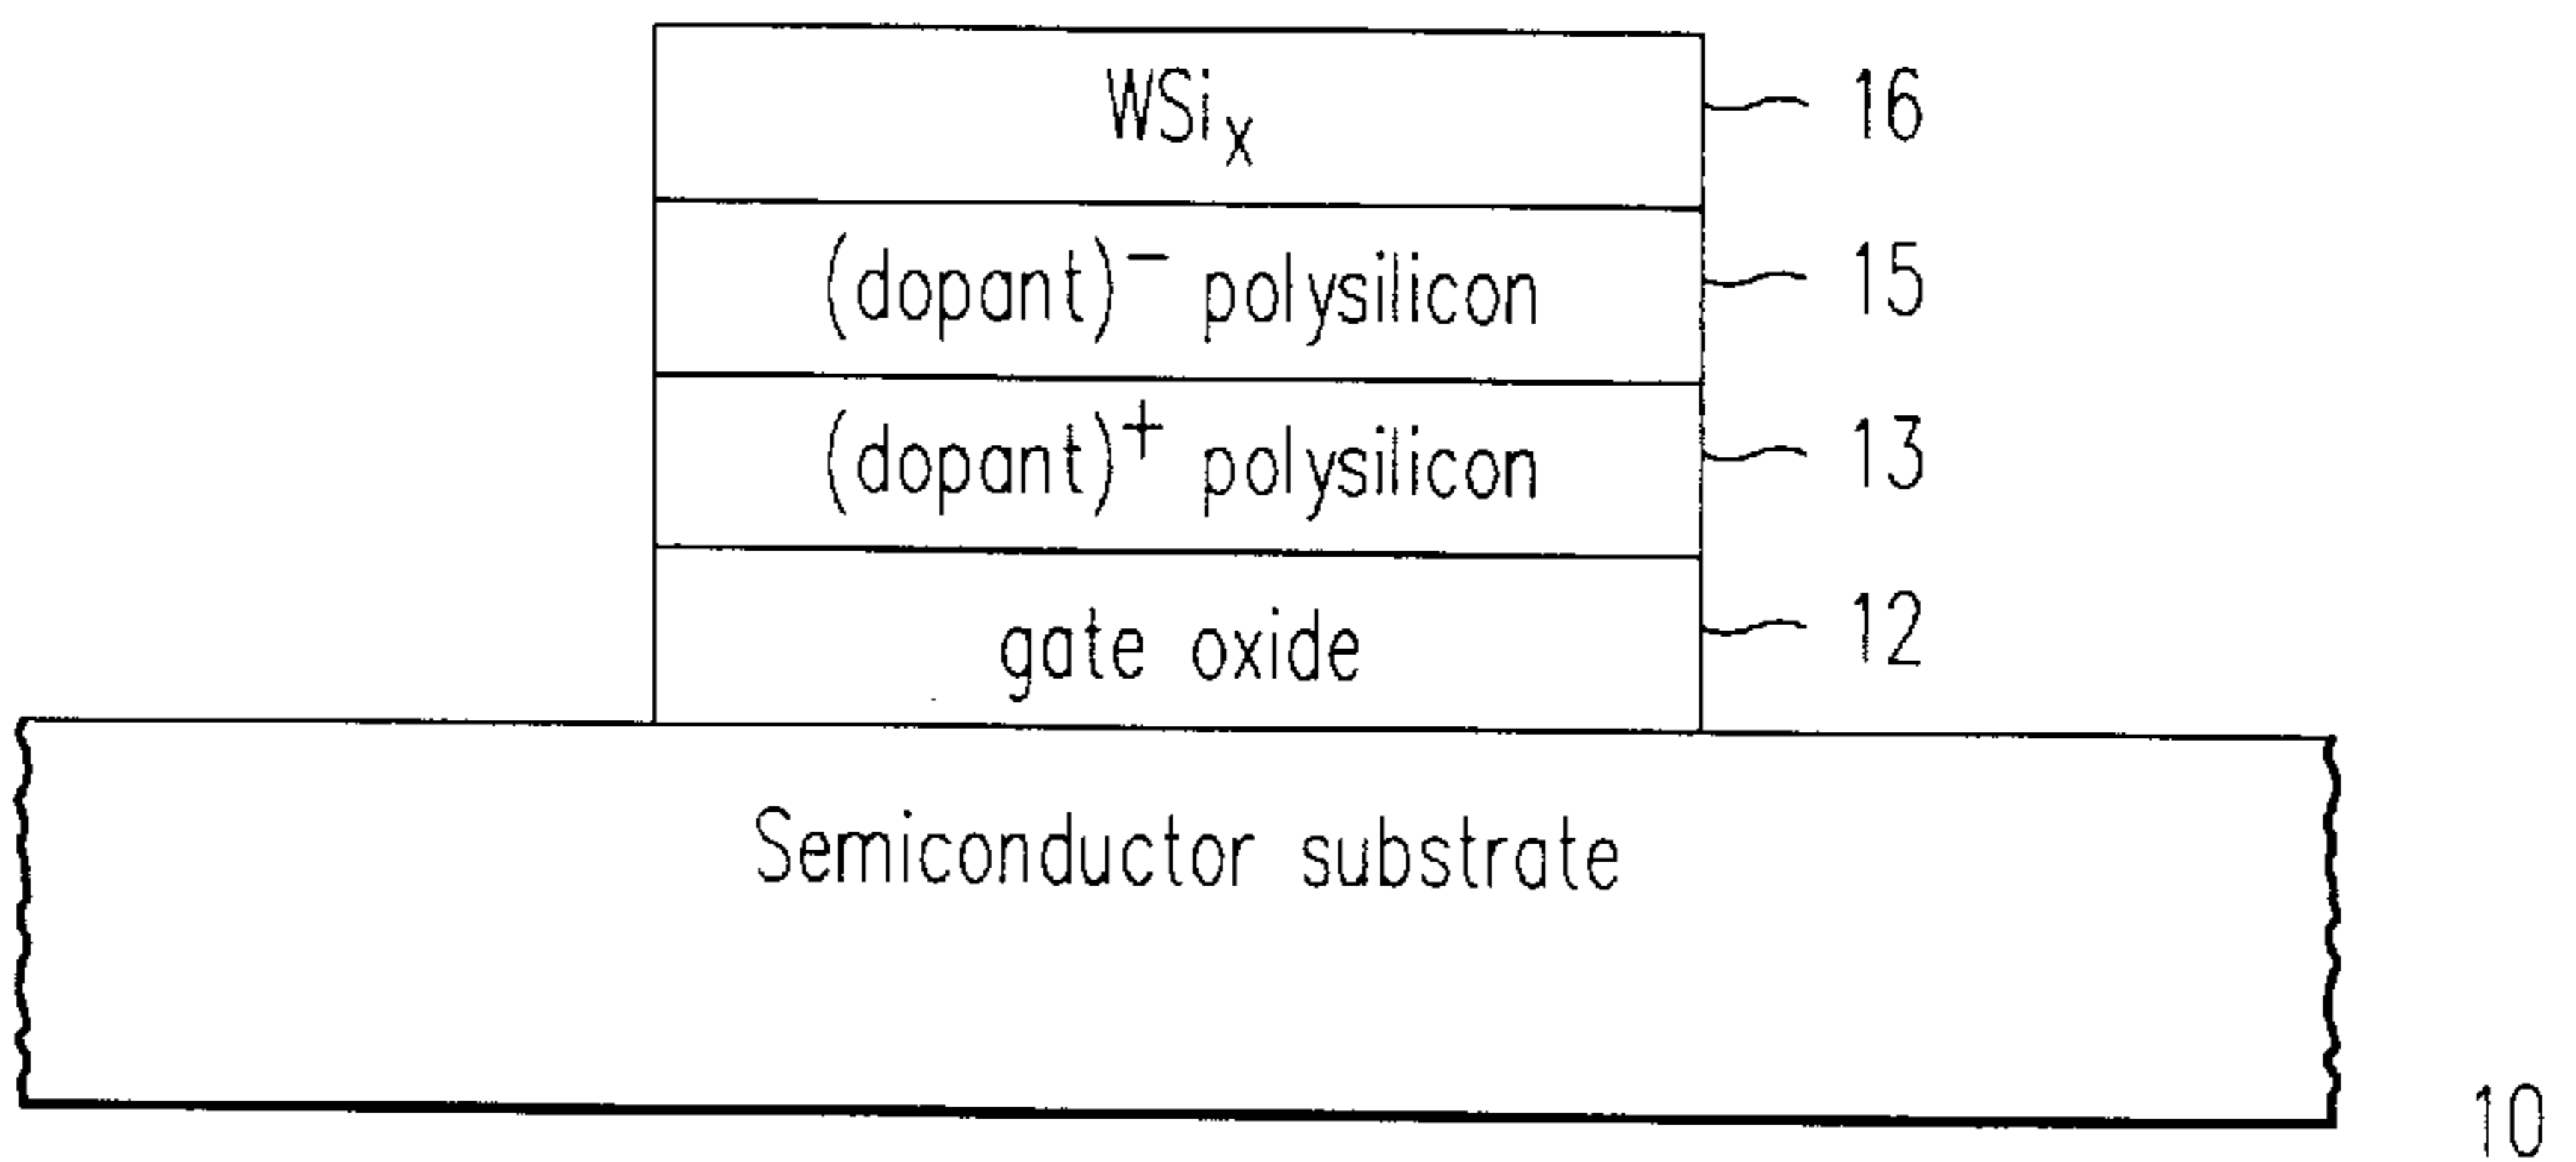 WSiₓ 16
(dopant)⁻ polysilicon 15
(dopant)⁺ polysilicon 13
gate oxide 12
Semiconductor substrate
10